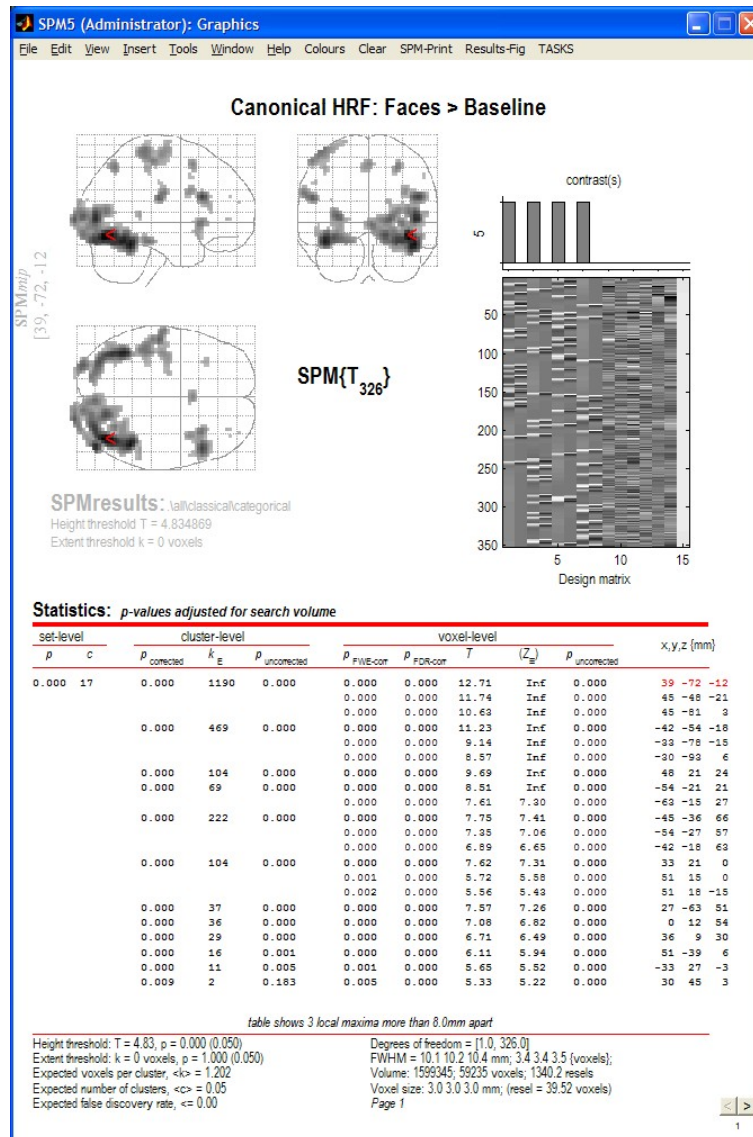 SPM5 (Administrator): Graphics
File Edit View Insert Tools Window Help Colours Clear SPM-Print Results-Fig TASKS
Canonical HRF: Faces > Baseline
SPMmip
[39, -72, -12]
<
<
<
SPM{T326}
contrast(s)
5
50
100
150
200
250
300
350
5 10 15
Design matrix
SPMresults: .\all\classical\categorical
Height threshold T = 4.834869
Extent threshold k = 0 voxels
Statistics: p-values adjusted for search volume
set-level cluster-level voxel-level x,y,z {mm}
p c p corrected k E p uncorrected p FWE-corr p FDR-corr T (Z≡) p uncorrected
0.000 17 0.000 1190 0.000 0.000 0.000 12.71 Inf 0.000 39 -72 -12
0.000 0.000 11.74 Inf 0.000 45 -48 -21
0.000 0.000 10.63 Inf 0.000 45 -81 3
0.000 469 0.000 0.000 0.000 11.23 Inf 0.000 -42 -54 -18
0.000 0.000 9.14 Inf 0.000 -33 -78 -15
0.000 0.000 8.57 Inf 0.000 -30 -93 6
0.000 104 0.000 0.000 0.000 9.69 Inf 0.000 48 21 24
0.000 69 0.000 0.000 0.000 8.51 Inf 0.000 -54 -21 21
0.000 0.000 7.61 7.30 0.000 -63 -15 27
0.000 222 0.000 0.000 0.000 7.75 7.41 0.000 -45 -36 66
0.000 0.000 7.35 7.06 0.000 -54 -27 57
0.000 0.000 6.89 6.65 0.000 -42 -18 63
0.000 104 0.000 0.000 0.000 7.62 7.31 0.000 33 21 0
0.001 0.000 5.72 5.58 0.000 51 15 0
0.002 0.000 5.56 5.43 0.000 51 18 -15
0.000 37 0.000 0.000 0.000 7.57 7.26 0.000 27 -63 51
0.000 36 0.000 0.000 0.000 7.08 6.82 0.000 0 12 54
0.000 29 0.000 0.000 0.000 6.71 6.49 0.000 36 9 30
0.000 16 0.001 0.000 0.000 6.11 5.94 0.000 51 -39 6
0.000 11 0.005 0.001 0.000 5.65 5.52 0.000 -33 27 -3
0.009 2 0.183 0.005 0.000 5.33 5.22 0.000 30 45 3
table shows 3 local maxima more than 8.0mm apart
Height threshold: T = 4.83, p = 0.000 (0.050)
Extent threshold: k = 0 voxels, p = 1.000 (0.050)
Expected voxels per cluster, <k> = 1.202
Expected number of clusters, <c> = 0.05
Expected false discovery rate, <= 0.00
Degrees of freedom = [1.0, 326.0]
FWHM = 10.1 10.2 10.4 mm; 3.4 3.4 3.5 {voxels};
Volume: 1599345; 59235 voxels; 1340.2 resels
Voxel size: 3.0 3.0 3.0 mm; (resel = 39.52 voxels)
Page 1
< >
1